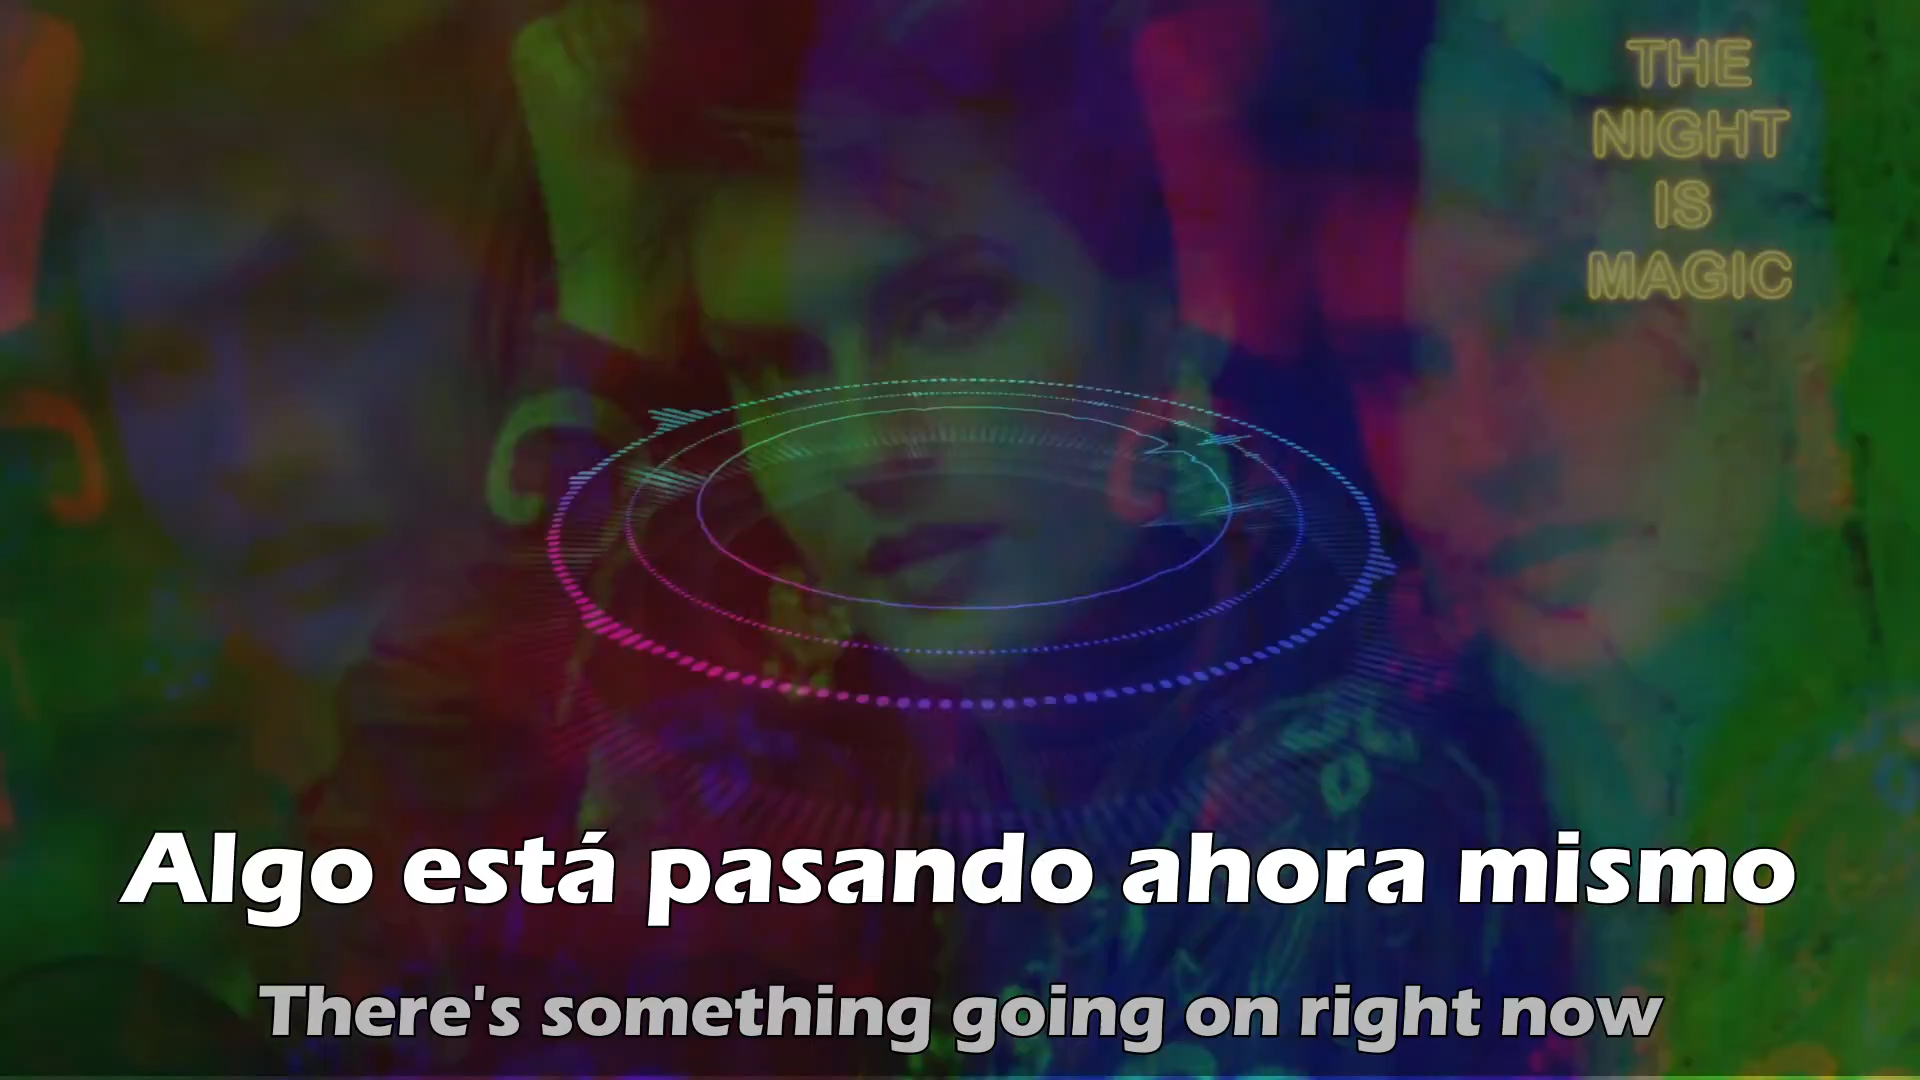 THE
NIGHT
IS
MAGIC
Algo está pasando ahora mismo
There's something going on right now